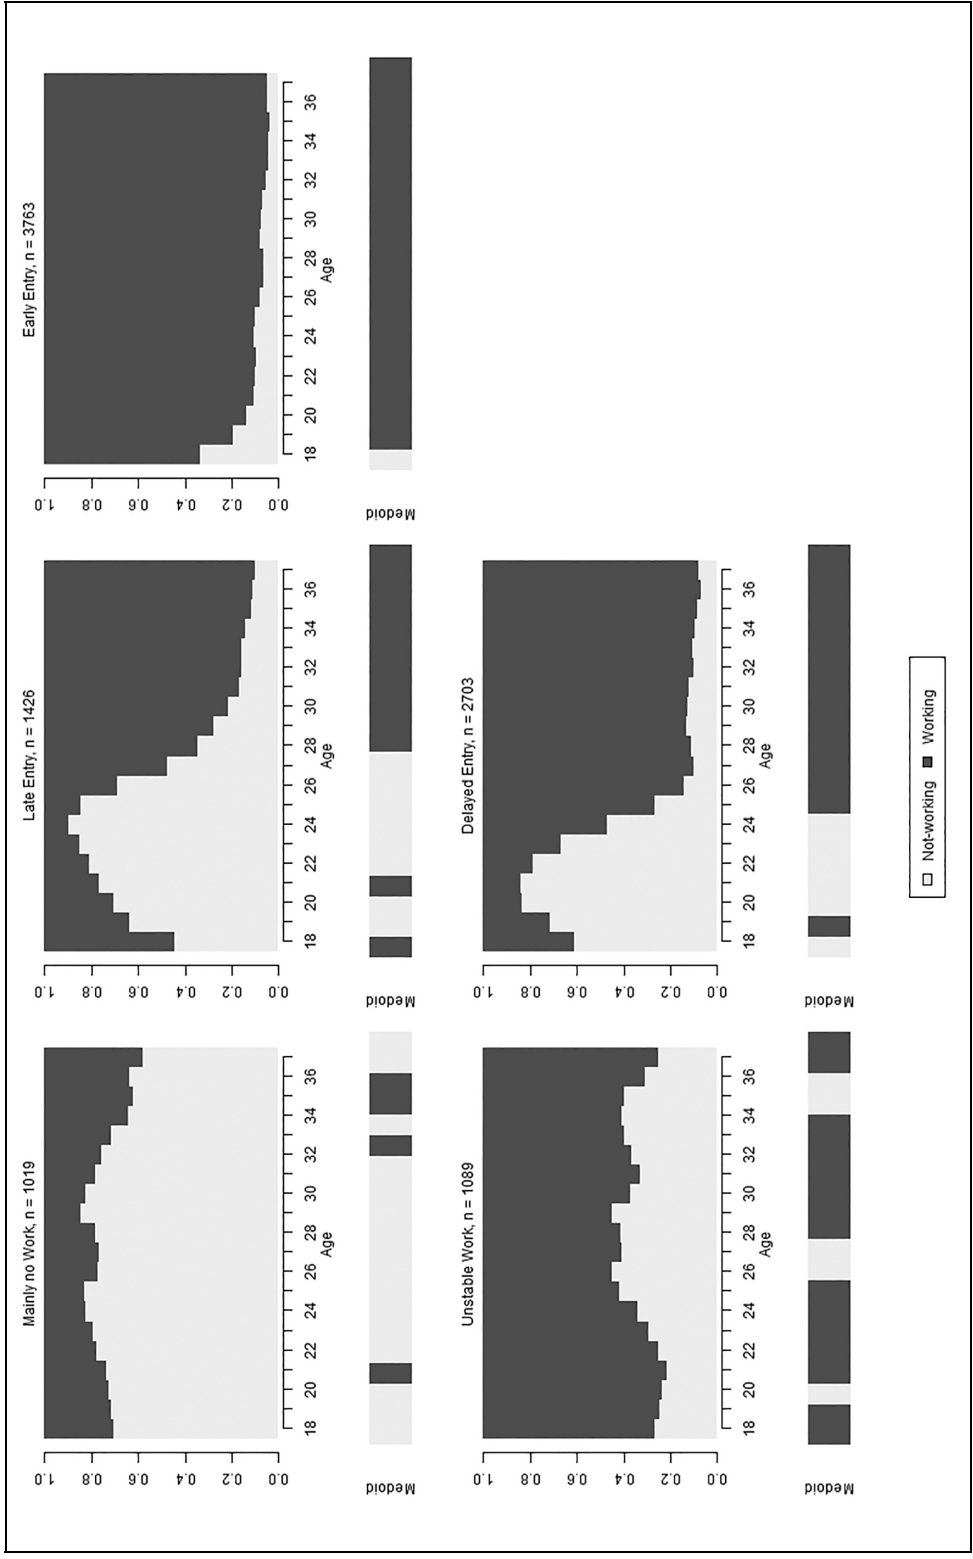 Mainly no Work, n = 1019
0.0 0.2 0.4 0.6 0.8 1.0
18 20 22 24 26 28 30 32 34 36
Age
Medoid
Late Entry, n = 1426
0.0 0.2 0.4 0.6 0.8 1.0
18 20 22 24 26 28 30 32 34 36
Age
Medoid
Early Entry, n = 3763
0.0 0.2 0.4 0.6 0.8 1.0
18 20 22 24 26 28 30 32 34 36
Age
Medoid
Unstable Work, n = 1089
0.0 0.2 0.4 0.6 0.8 1.0
18 20 22 24 26 28 30 32 34 36
Age
Medoid
Delayed Entry, n = 2703
0.0 0.2 0.4 0.6 0.8 1.0
18 20 22 24 26 28 30 32 34 36
Age
Medoid
Not-working Working